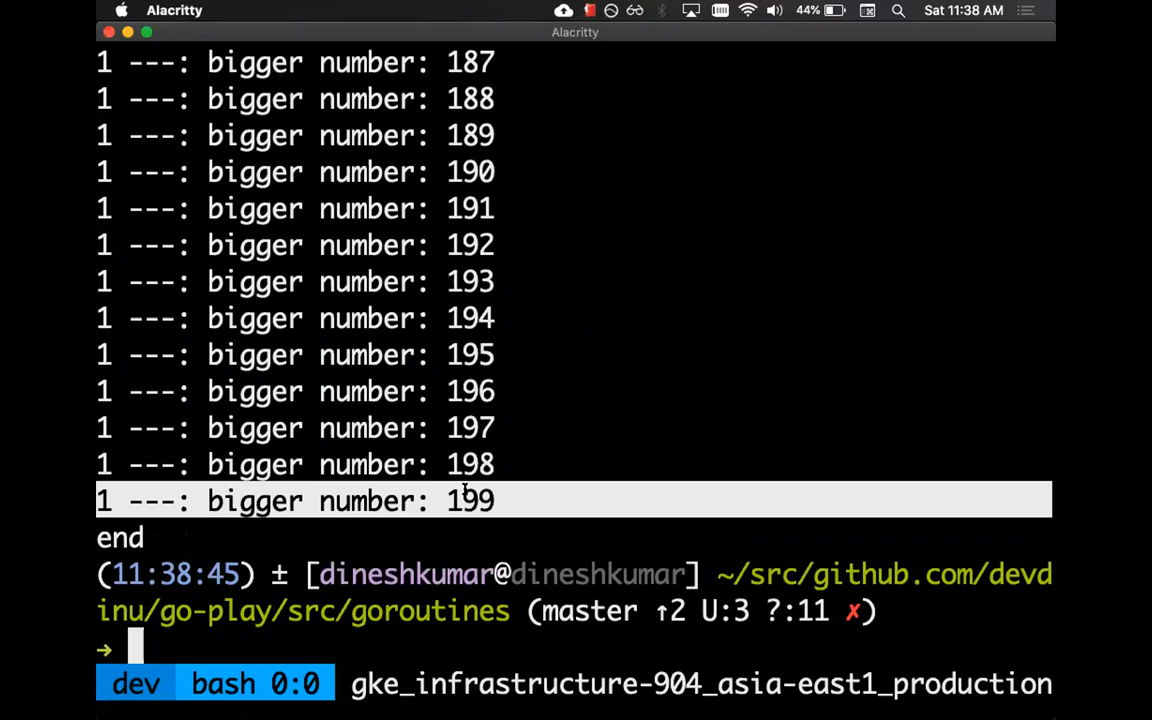 Alacritty 44% Sat 11:38 AM
Alacritty
1 ---: bigger number: 187
1 ---: bigger number: 188
1 ---: bigger number: 189
1 ---: bigger number: 190
1 ---: bigger number: 191
1 ---: bigger number: 192
1 ---: bigger number: 193
1 ---: bigger number: 194
1 ---: bigger number: 195
1 ---: bigger number: 196
1 ---: bigger number: 197
1 ---: bigger number: 198
1 ---: bigger number: 199
end
(11:38:45) ± [dineshkumar@dineshkumar] ~/src/github.com/devd
inu/go-play/src/goroutines (master ↑2 U:3 ?:11 ✗)
→
dev bash 0:0 gke_infrastructure-904_asia-east1_production